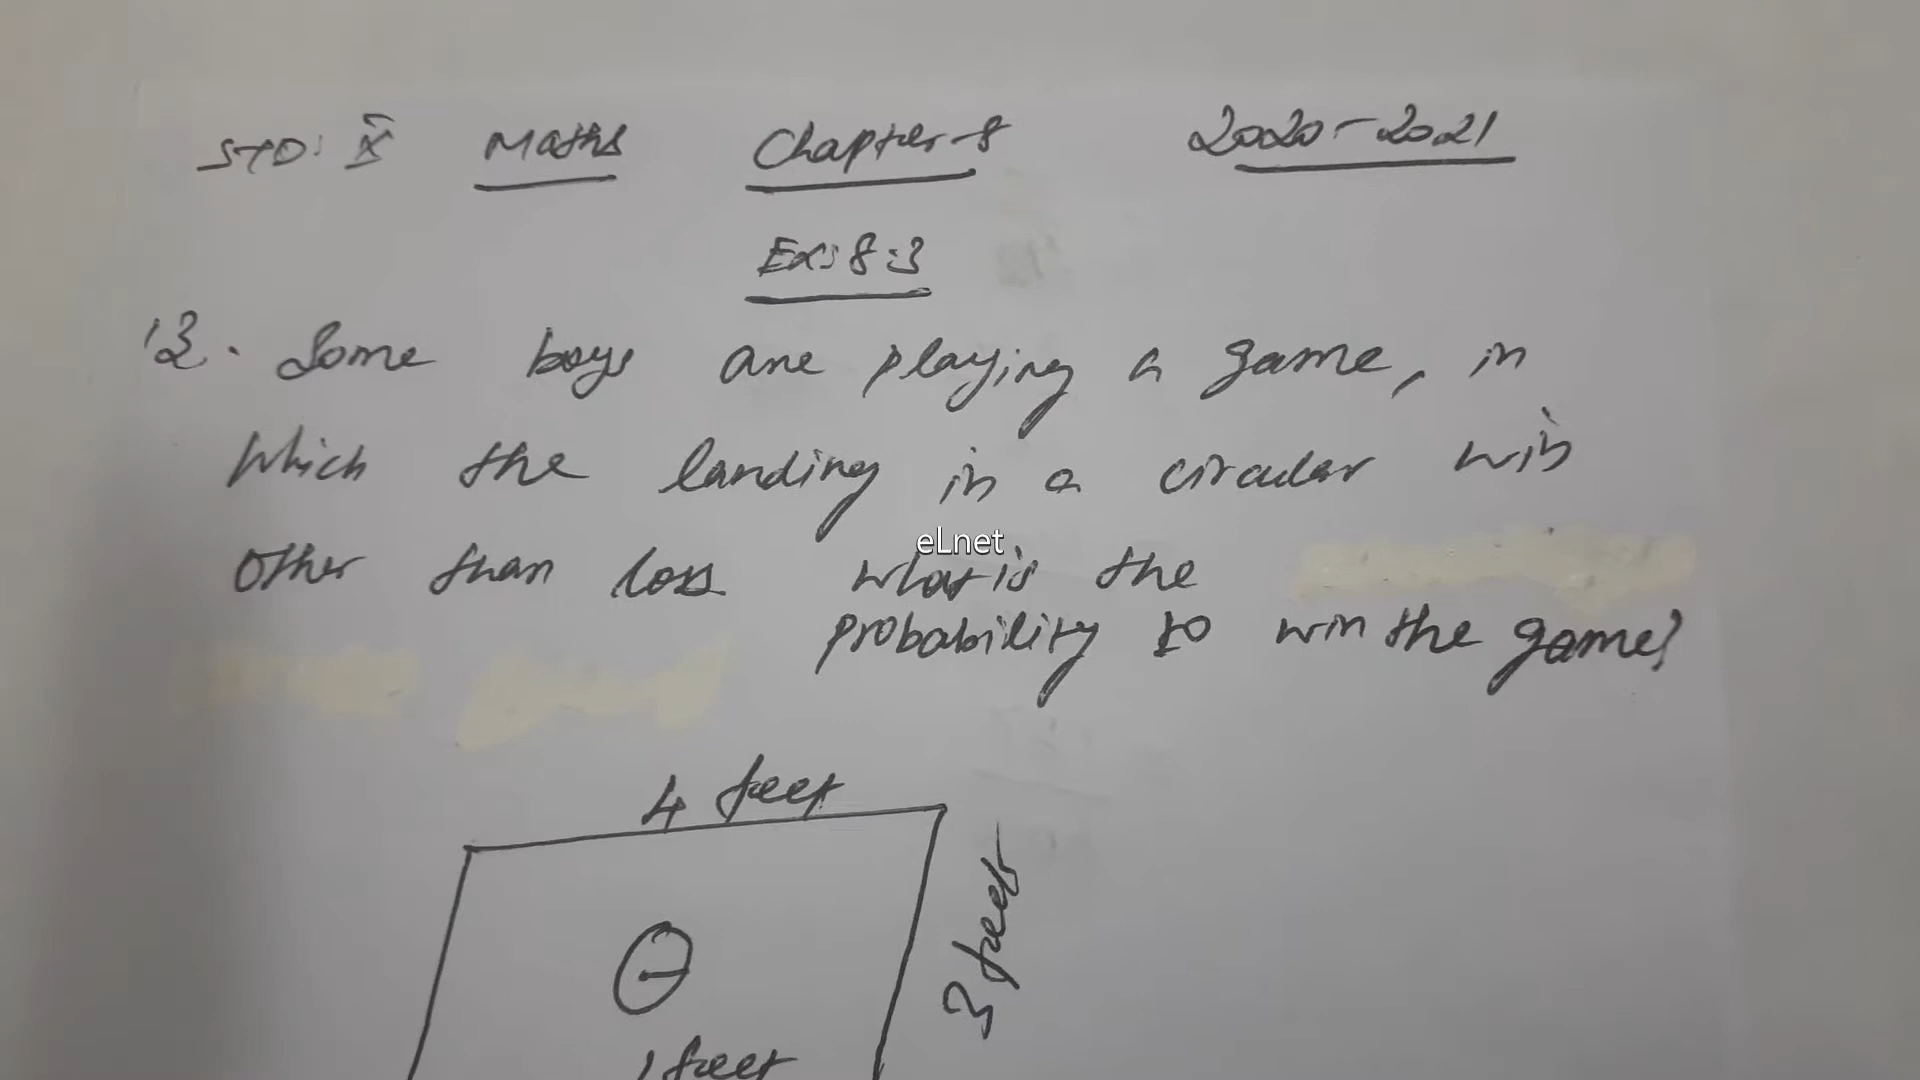 STD: X Maths Chapter-8 2020-2021
Ex: 8.3
12. Some boys are playing a game, in
which the landing in a circular win
other than loss what is the
probability to win the game?
eLnet
4 feet
3 feet
1 feet